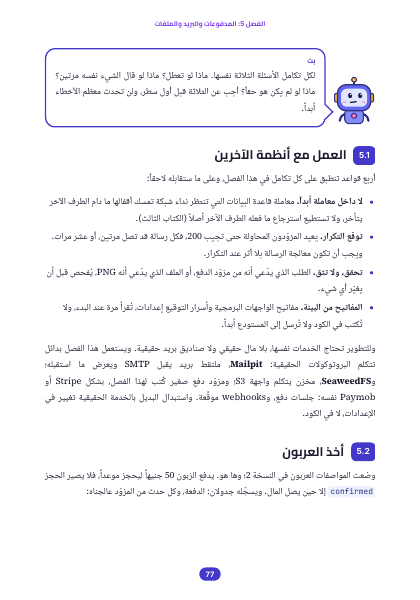 الفصل 5: المدفوعات والبريد والملفات
بت
لكل تكامل الأسئلة الثلاثة نفسها. ماذا لو تعطل؟ ماذا لو قال الشيء نفسه مرتين؟
ماذا لو لم يكن هو حقاً؟ أجب عن الثلاثة قبل أول سطر، ولن تحدث معظم الأخطاء
أبداً.
5.1 العمل مع أنظمة الآخرين
أربع قواعد تنطبق على كل تكامل في هذا الفصل، وعلى ما ستقابله لاحقاً:
• لا داخل معاملة أبداً. معاملة قاعدة البيانات التي تنتظر نداء شبكة تمسك أقفالها ما دام الطرف الآخر
يتأخر، ولا تستطيع استرجاع ما فعله الطرف الآخر أصلاً (الكتاب الثالث).
• توقع التكرار. يعيد المزوّدون المحاولة حتى تجيب 200، فكل رسالة قد تصل مرتين، أو عشر مرات.
ويجب أن تكون معالجة الرسالة بلا أثر عند التكرار.
• تحقق، ولا تثق. الطلب الذي يدّعي أنه من مزوّد الدفع، أو الملف الذي يدّعي أنه PNG، يُفحص قبل أن
يغيّر أي شيء.
• المفاتيح من البيئة. مفاتيح الواجهات البرمجية وأسرار التوقيع إعدادات، تُقرأ مرة عند البدء، ولا
تُكتب في الكود ولا تُرسل إلى المستودع أبداً.
وللتطوير تحتاج الخدمات نفسها، بلا مال حقيقي ولا صناديق بريد حقيقية. ويستعمل هذا الفصل بدائل
تتكلم البروتوكولات الحقيقية: Mailpit، ملتقط بريد يقبل SMTP ويعرض ما استقبله؛
وSeaweedFS، مخزن يتكلم واجهة S3؛ ومزوّد دفع صغير كُتب لهذا الفصل، بشكل Stripe أو
Paymob نفسه: جلسات دفع، وwebhooks موقّعة. واستبدال البديل بالخدمة الحقيقية تغيير في
الإعدادات، لا في الكود.
5.2 أخذ العربون
وضعت المواصفات العربون في النسخة 2؛ وها هو. يدفع الزبون 50 جنيهاً ليحجز موعداً، فلا يصير الحجز
confirmed إلا حين يصل المال. ويسجّله جدولان: الدفعة، وكل حدث من المزوّد عالجناه:
77